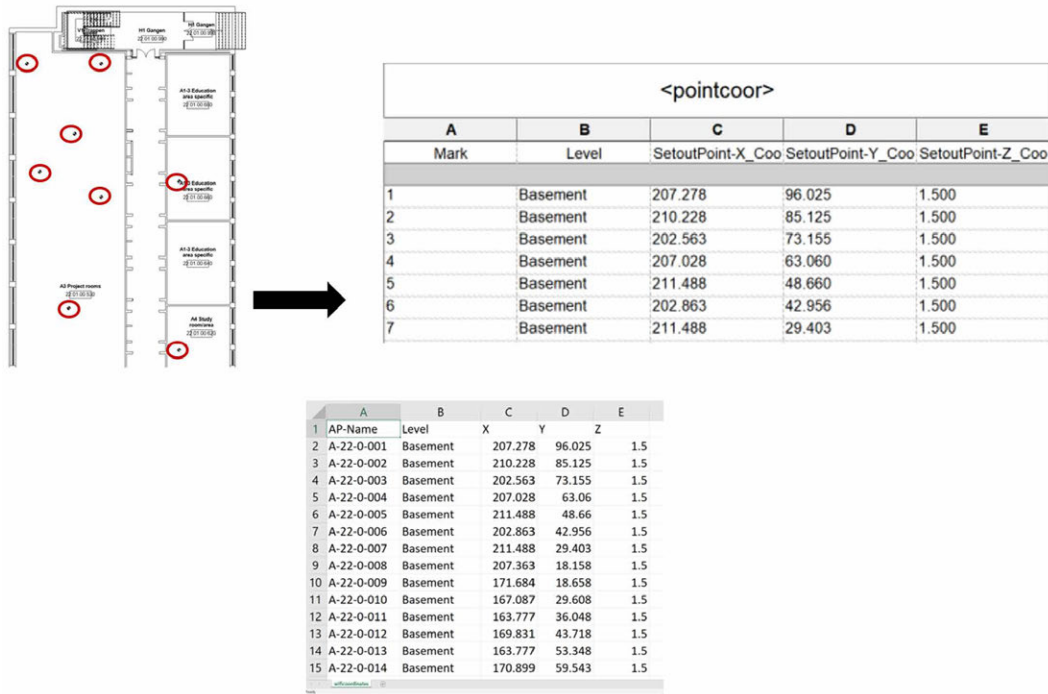 H1 Gangen
H1 Gangen
A1-3 Education
area specific
Education
area specific
A1-3 Education
area specific
A2 Project rooms
A4 Study
room/area
<pointcoor>
A B C D E
Mark Level SetoutPoint-X_Coo SetoutPoint-Y_Coo SetoutPoint-Z_Coo
1 Basement 207.278 96.025 1.500
2 Basement 210.228 85.125 1.500
3 Basement 202.563 73.155 1.500
4 Basement 207.028 63.060 1.500
5 Basement 211.488 48.660 1.500
6 Basement 202.863 42.956 1.500
7 Basement 211.488 29.403 1.500
A B C D E
1 AP-Name Level X Y Z
2 A-22-0-001 Basement 207.278 96.025 1.5
3 A-22-0-002 Basement 210.228 85.125 1.5
4 A-22-0-003 Basement 202.563 73.155 1.5
5 A-22-0-004 Basement 207.028 63.06 1.5
6 A-22-0-005 Basement 211.488 48.66 1.5
7 A-22-0-006 Basement 202.863 42.956 1.5
8 A-22-0-007 Basement 211.488 29.403 1.5
9 A-22-0-008 Basement 207.363 18.158 1.5
10 A-22-0-009 Basement 171.684 18.658 1.5
11 A-22-0-010 Basement 167.087 29.608 1.5
12 A-22-0-011 Basement 163.777 36.048 1.5
13 A-22-0-012 Basement 169.831 43.718 1.5
14 A-22-0-013 Basement 163.777 53.348 1.5
15 A-22-0-014 Basement 170.899 59.543 1.5